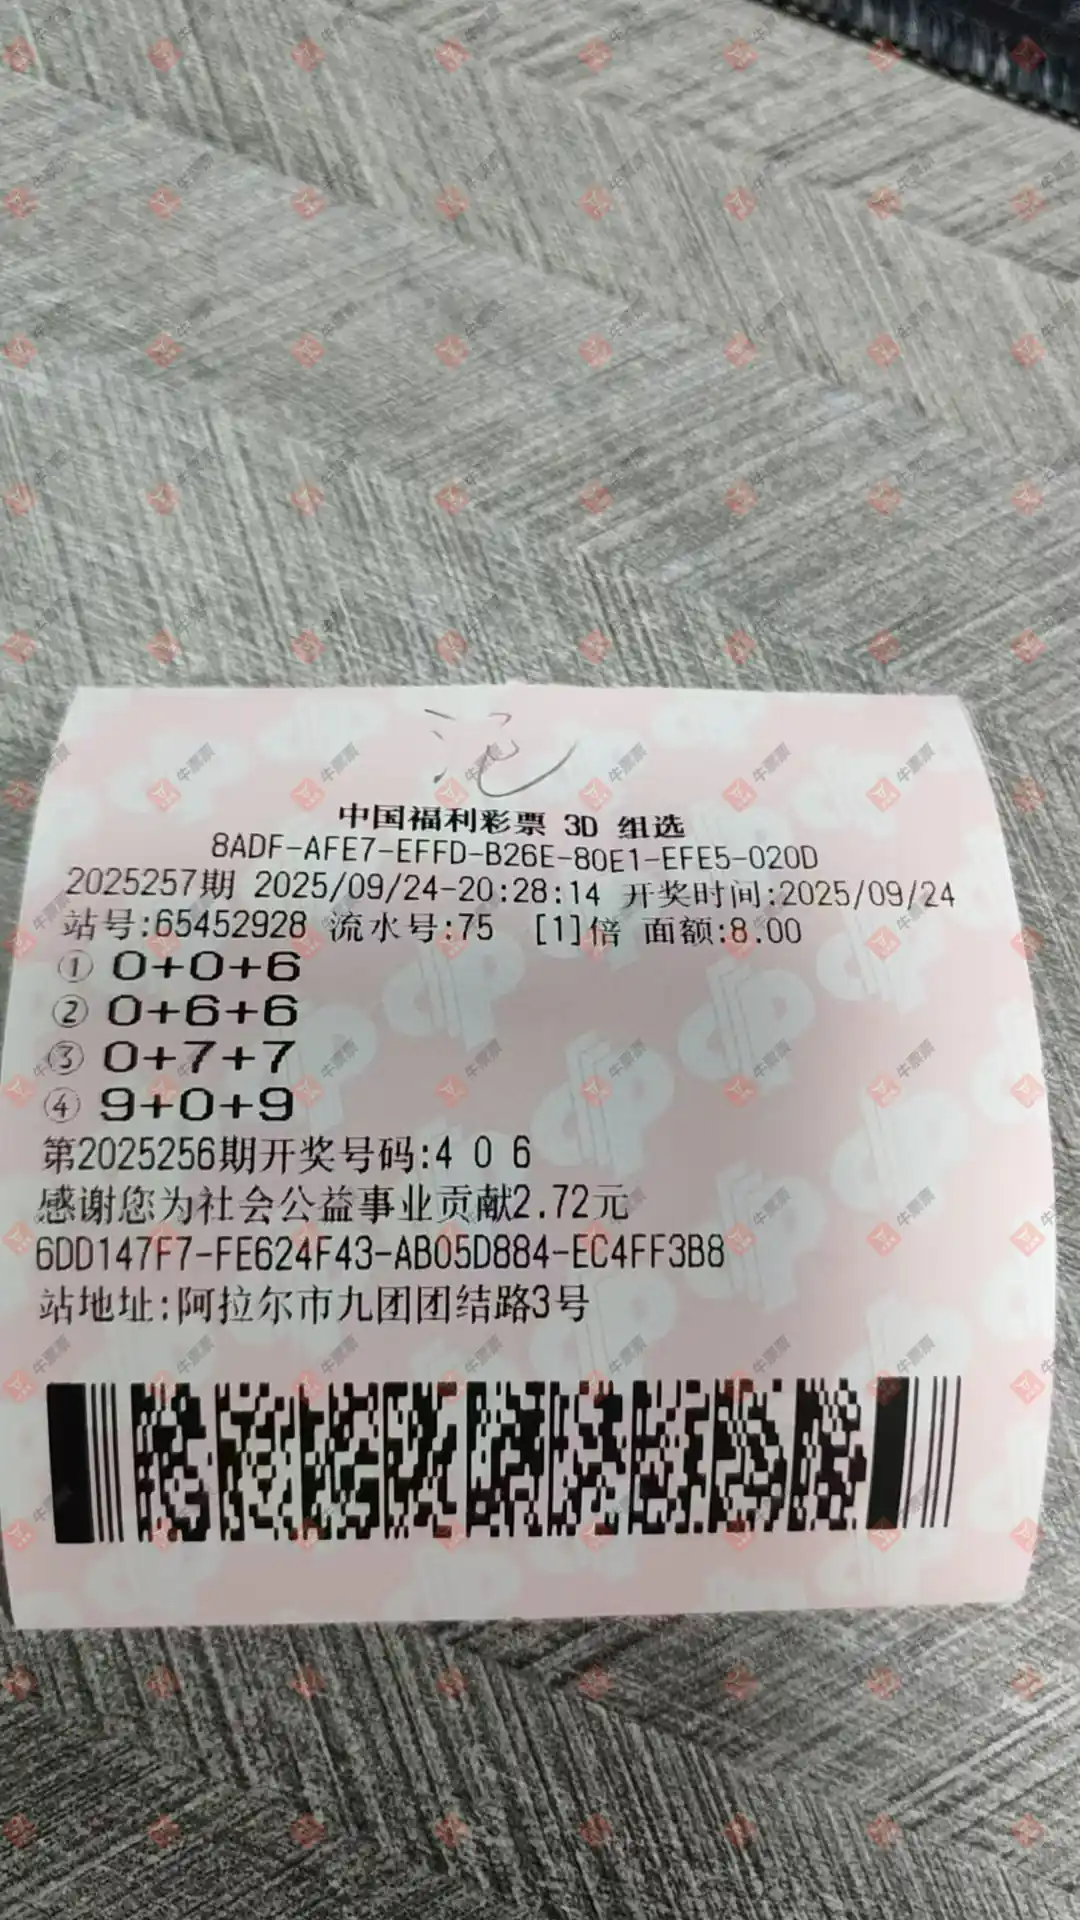 中国福利彩票 3D 组选
8ADF-AFE7-EFFD-B26E-80E1-EFE5-020D
2025257期 2025/09/24-20:28:14 开奖时间:2025/09/24
站号:65452928 流水号:75 [1]倍 面额:8.00
① 0+0+6
② 0+6+6
③ 0+7+7
④ 9+0+9
第2025256期开奖号码:4 0 6
感谢您为社会公益事业贡献2.72元
6DD147F7-FE624F43-AB05D884-EC4FF3B8
站地址:阿拉尔市九团团结路3号